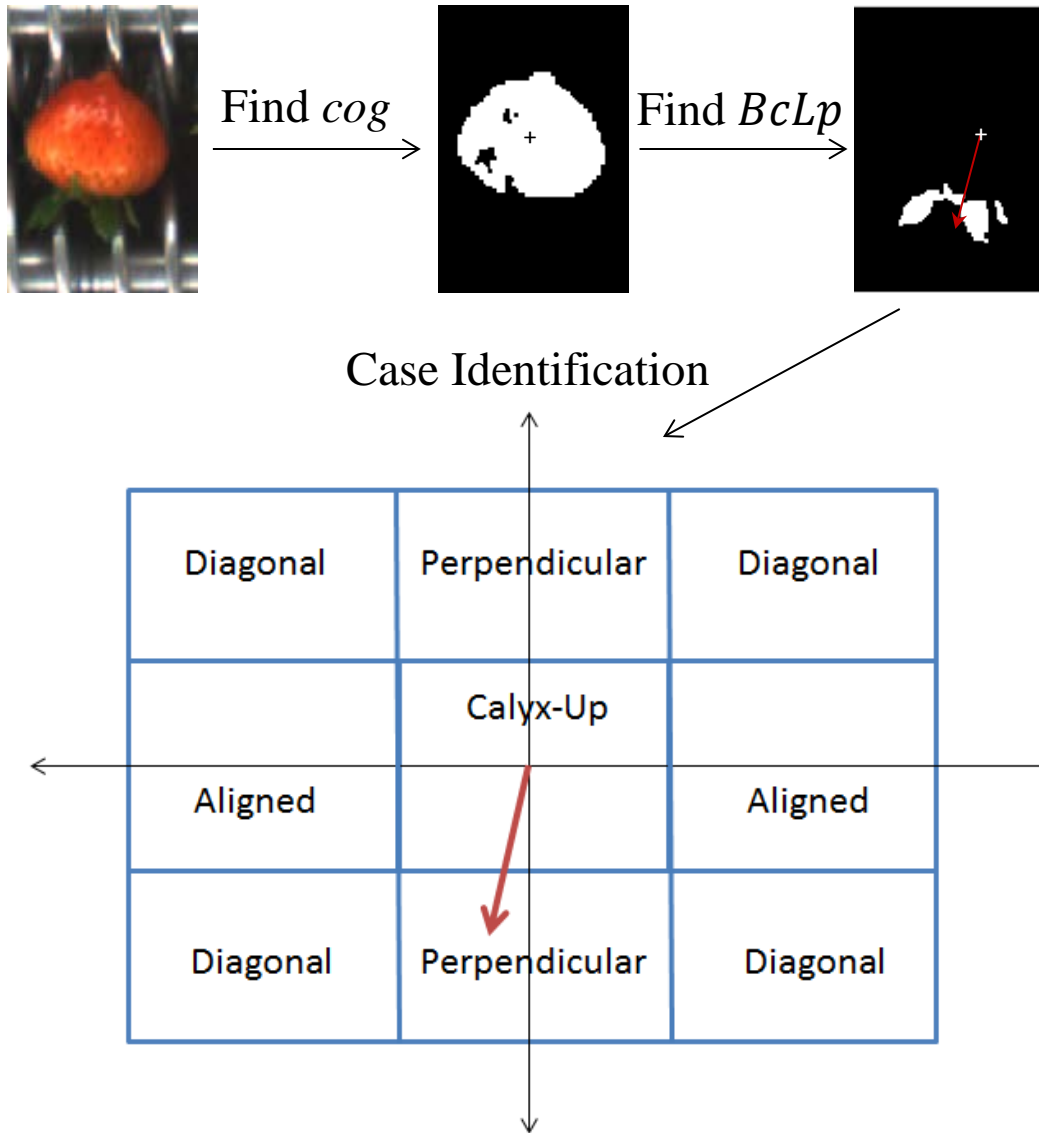 Find cog
Find BcLp
Case Identification
Diagonal Perpendicular Diagonal
Calyx-Up
Aligned Aligned
Diagonal Perpendicular Diagonal